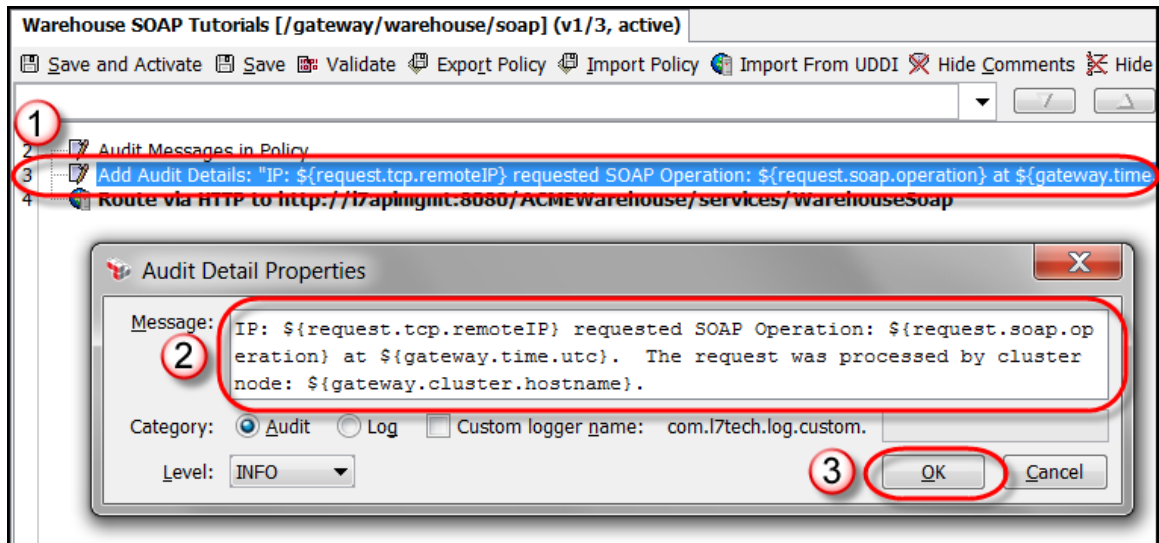 Warehouse SOAP Tutorials [/gateway/warehouse/soap] (v1/3, active)
Save and Activate Save Validate Export Policy Import Policy Import From UDDI Hide Comments Hide
1
2 Audit Messages in Policy
3 Add Audit Details: "IP: ${request.tcp.remoteIP} requested SOAP Operation: ${request.soap.operation} at ${gateway.time.
4 Route via HTTP to http://l7apimgmt:8080/ACMEWarehouse/services/WarehouseSoap
Audit Detail Properties
X
Message: IP: ${request.tcp.remoteIP} requested SOAP Operation: ${request.soap.op
2 eration} at ${gateway.time.utc}.  The request was processed by cluster
node: ${gateway.cluster.hostname}.
Category: Audit Log Custom logger name: com.l7tech.log.custom.
Level: INFO 3 OK Cancel